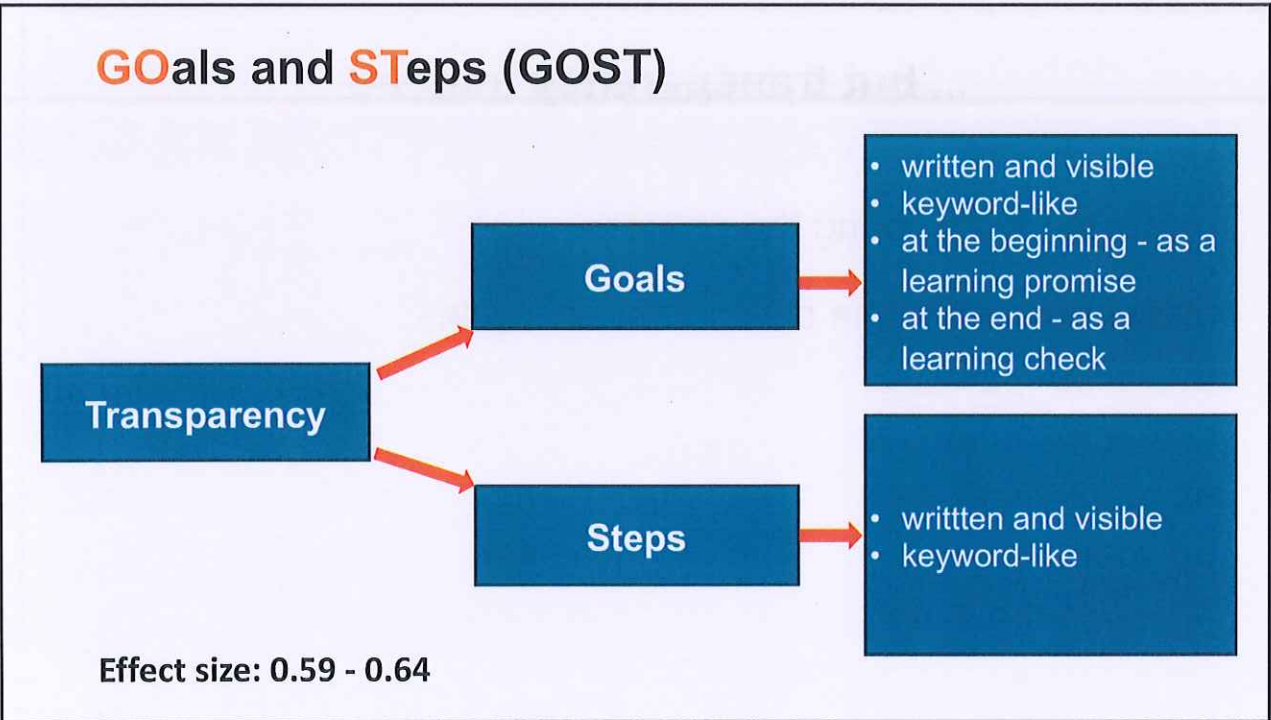 GOals and STeps (GOST)
Transparency
Goals
• written and visible
• keyword-like
• at the beginning - as a
learning promise
• at the end - as a
learning check
Steps
• writtten and visible
• keyword-like
Effect size: 0.59 - 0.64